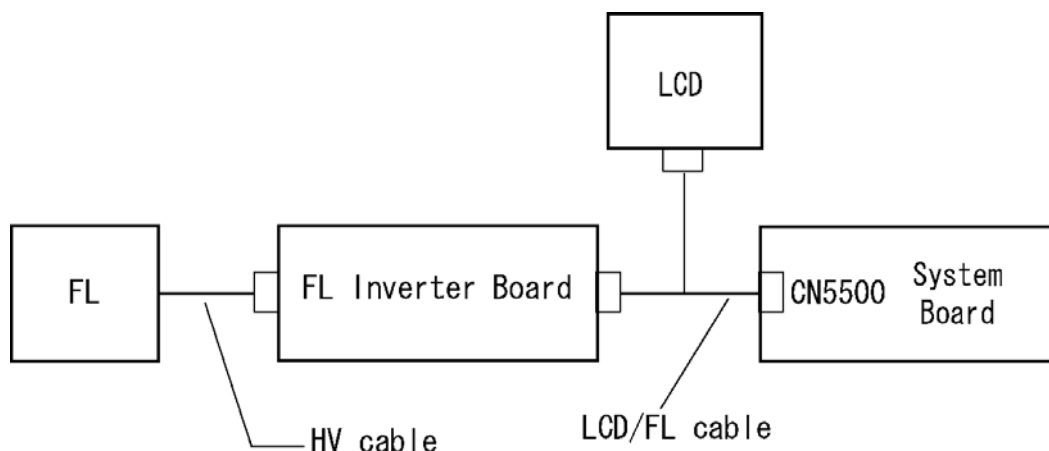 LCD
FL
FL Inverter Board
CN5500
System
Board
HV cable
LCD/FL cable